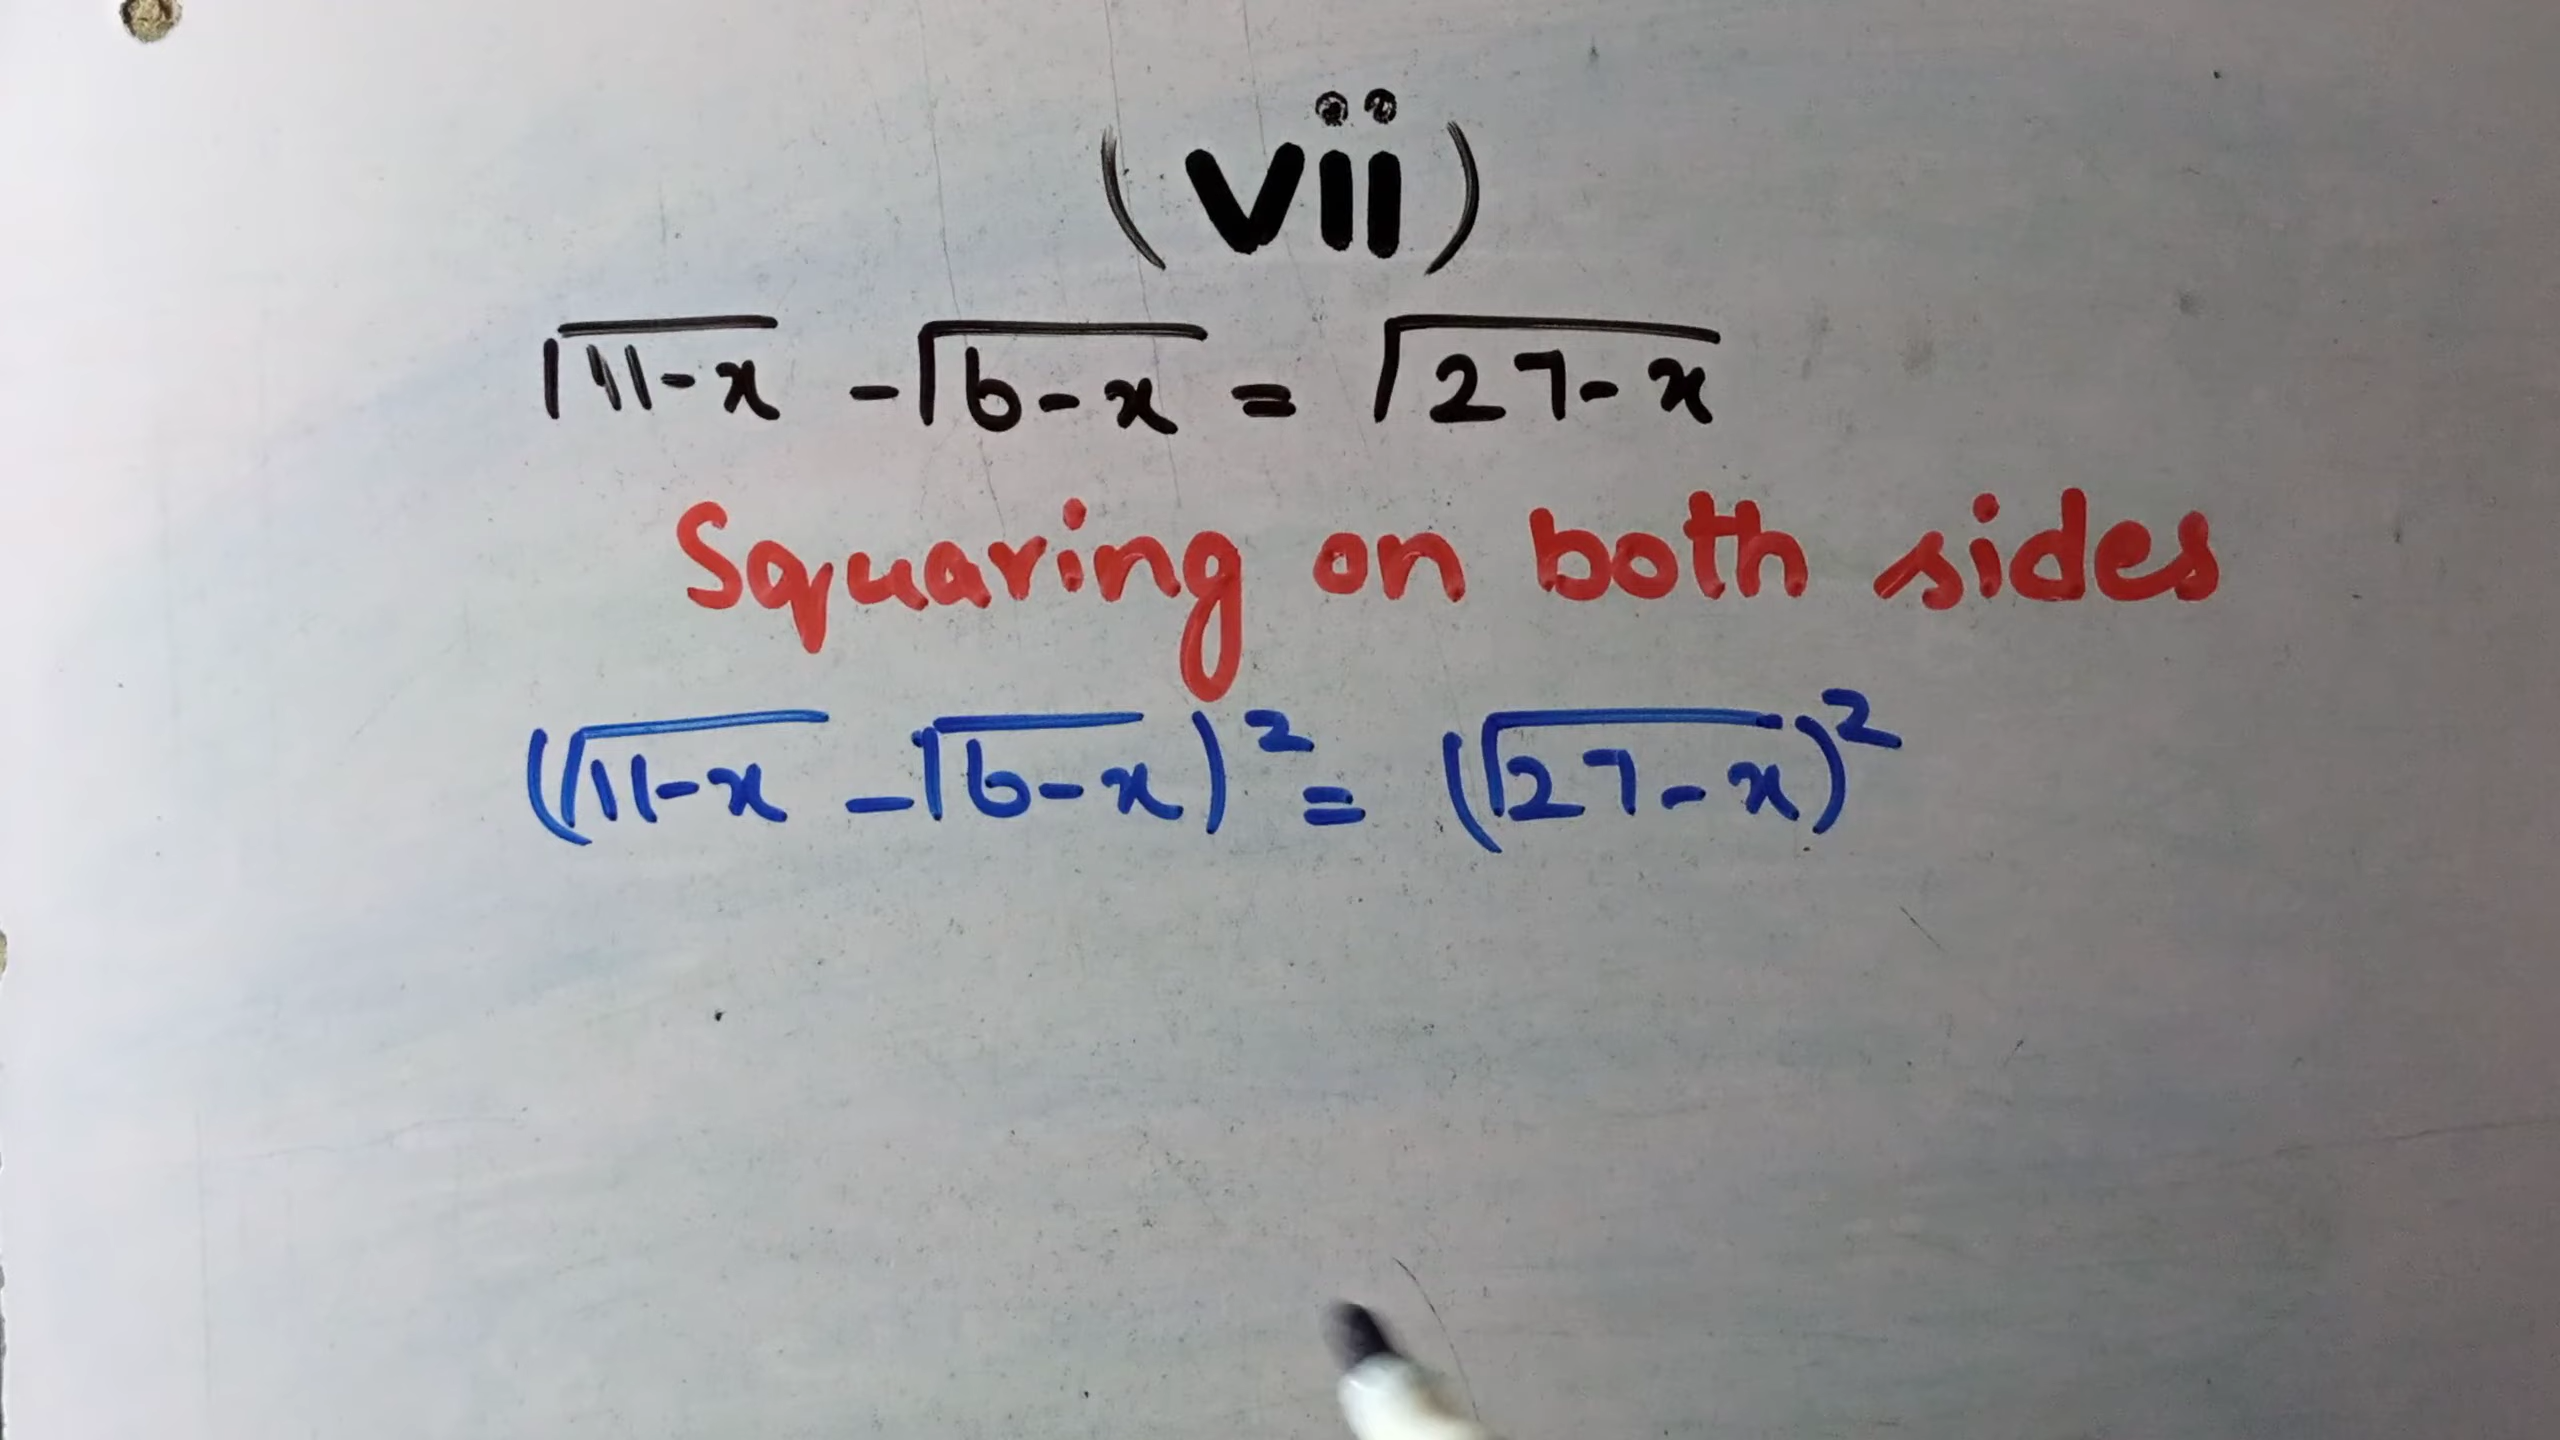 (vii)
√11-x - √6-x = √27-x
Squaring on both sides
(√11-x - √6-x)² = (√27-x)²